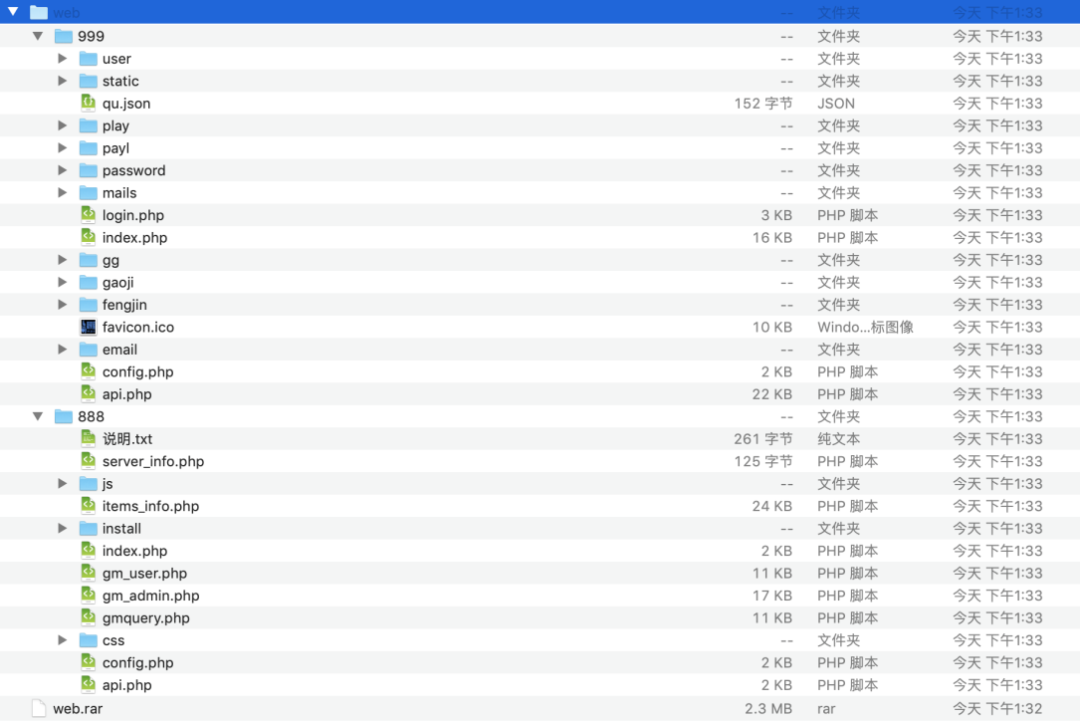 web -- 文件夹 今天 下午1:33
999 -- 文件夹 今天 下午1:33
user -- 文件夹 今天 下午1:33
static -- 文件夹 今天 下午1:33
qu.json 152 字节 JSON 今天 下午1:33
play -- 文件夹 今天 下午1:33
payl -- 文件夹 今天 下午1:33
password -- 文件夹 今天 下午1:33
mails -- 文件夹 今天 下午1:33
login.php 3 KB PHP 脚本 今天 下午1:33
index.php 16 KB PHP 脚本 今天 下午1:33
gg -- 文件夹 今天 下午1:33
gaoji -- 文件夹 今天 下午1:33
fengjin -- 文件夹 今天 下午1:33
favicon.ico 10 KB Windo...标图像 今天 下午1:33
email -- 文件夹 今天 下午1:33
config.php 2 KB PHP 脚本 今天 下午1:33
api.php 22 KB PHP 脚本 今天 下午1:33
888 -- 文件夹 今天 下午1:33
说明.txt 261 字节 纯文本 今天 下午1:33
server_info.php 125 字节 PHP 脚本 今天 下午1:33
js -- 文件夹 今天 下午1:33
items_info.php 24 KB PHP 脚本 今天 下午1:33
install -- 文件夹 今天 下午1:33
index.php 2 KB PHP 脚本 今天 下午1:33
gm_user.php 11 KB PHP 脚本 今天 下午1:33
gm_admin.php 17 KB PHP 脚本 今天 下午1:33
gmquery.php 11 KB PHP 脚本 今天 下午1:33
css -- 文件夹 今天 下午1:33
config.php 2 KB PHP 脚本 今天 下午1:33
api.php 2 KB PHP 脚本 今天 下午1:33
web.rar 2.3 MB rar 今天 下午1:32